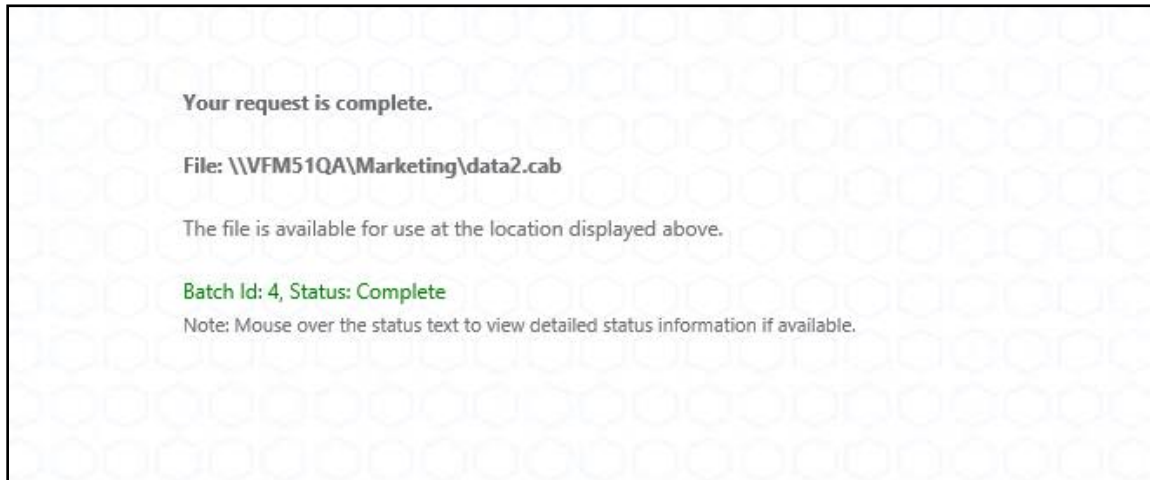 Your request is complete.
File: \\VFM51QA\Marketing\data2.cab
The file is available for use at the location displayed above.
Batch Id: 4, Status: Complete
Note: Mouse over the status text to view detailed status information if available.